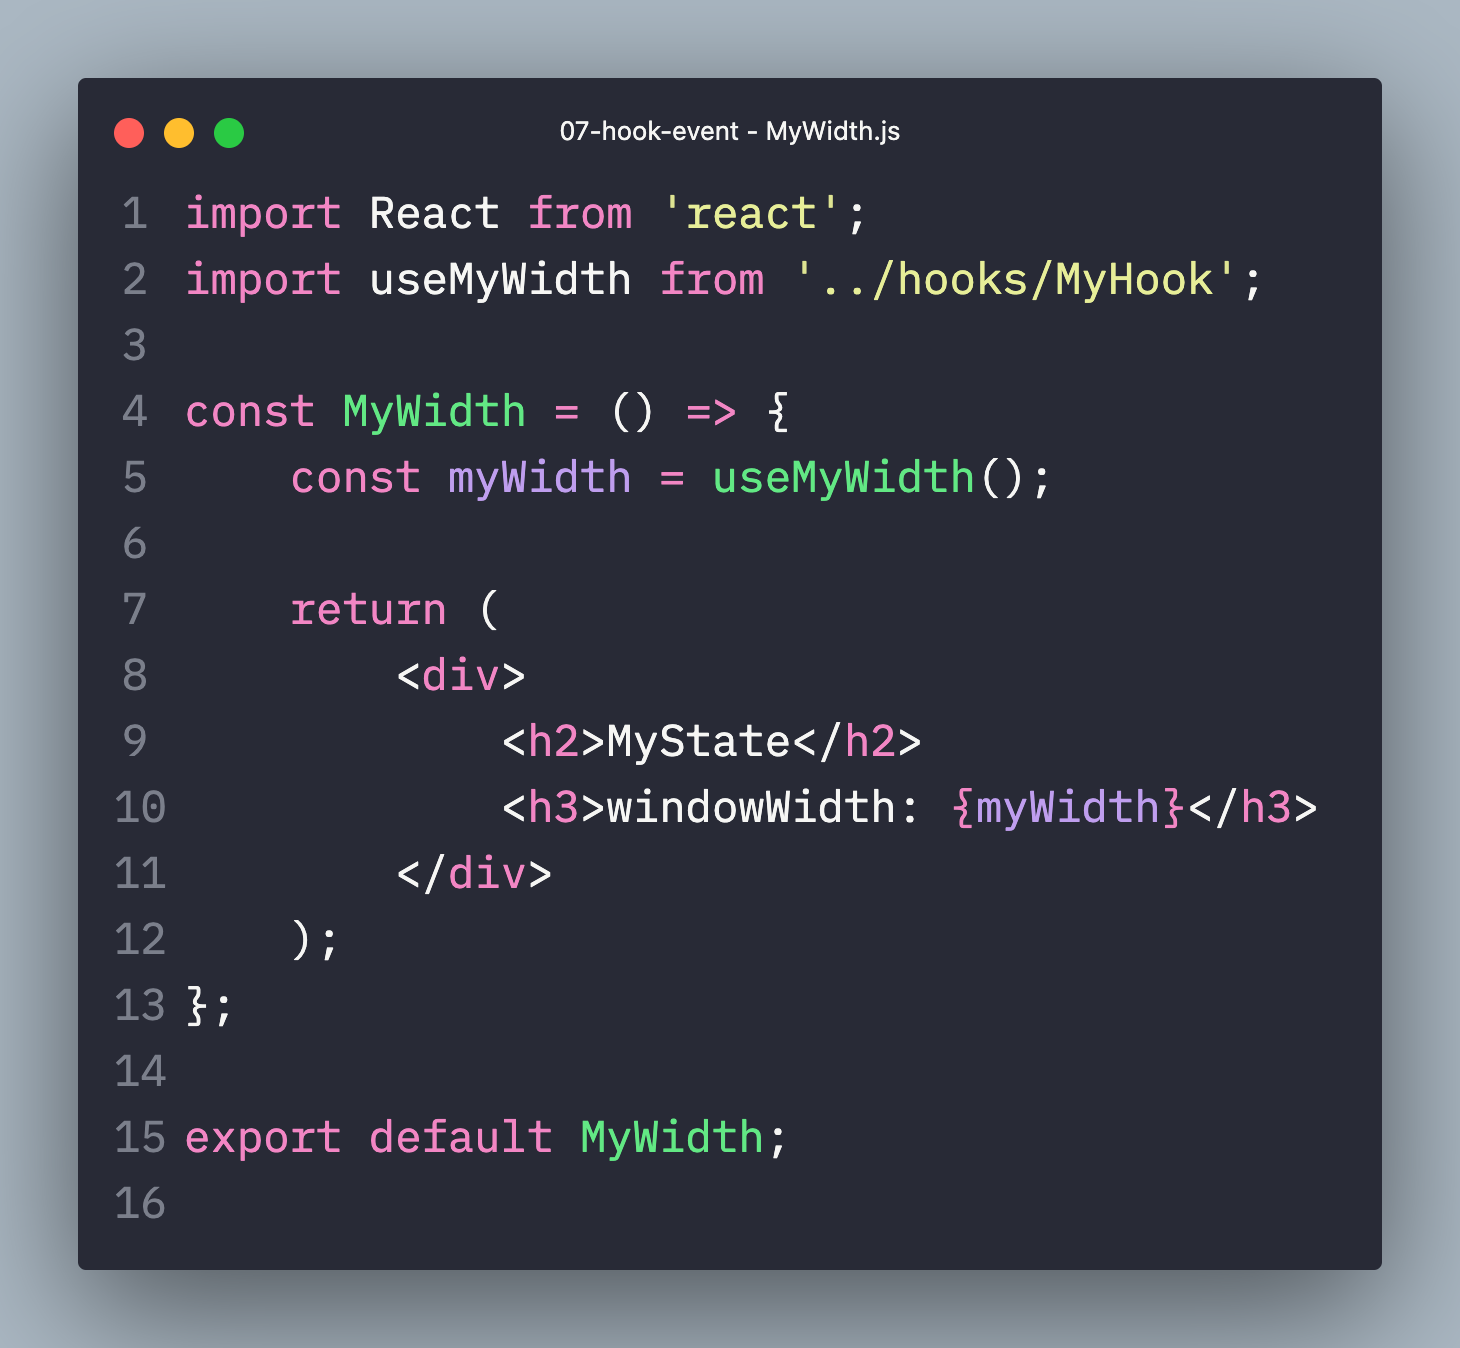 07-hook-event - MyWidth.js
1 import React from 'react';
2 import useMyWidth from '../hooks/MyHook';
3
4 const MyWidth = () => {
5     const myWidth = useMyWidth();
6
7     return (
8         <div>
9             <h2>MyState</h2>
10             <h3>windowWidth: {myWidth}</h3>
11         </div>
12     );
13 };
14
15 export default MyWidth;
16